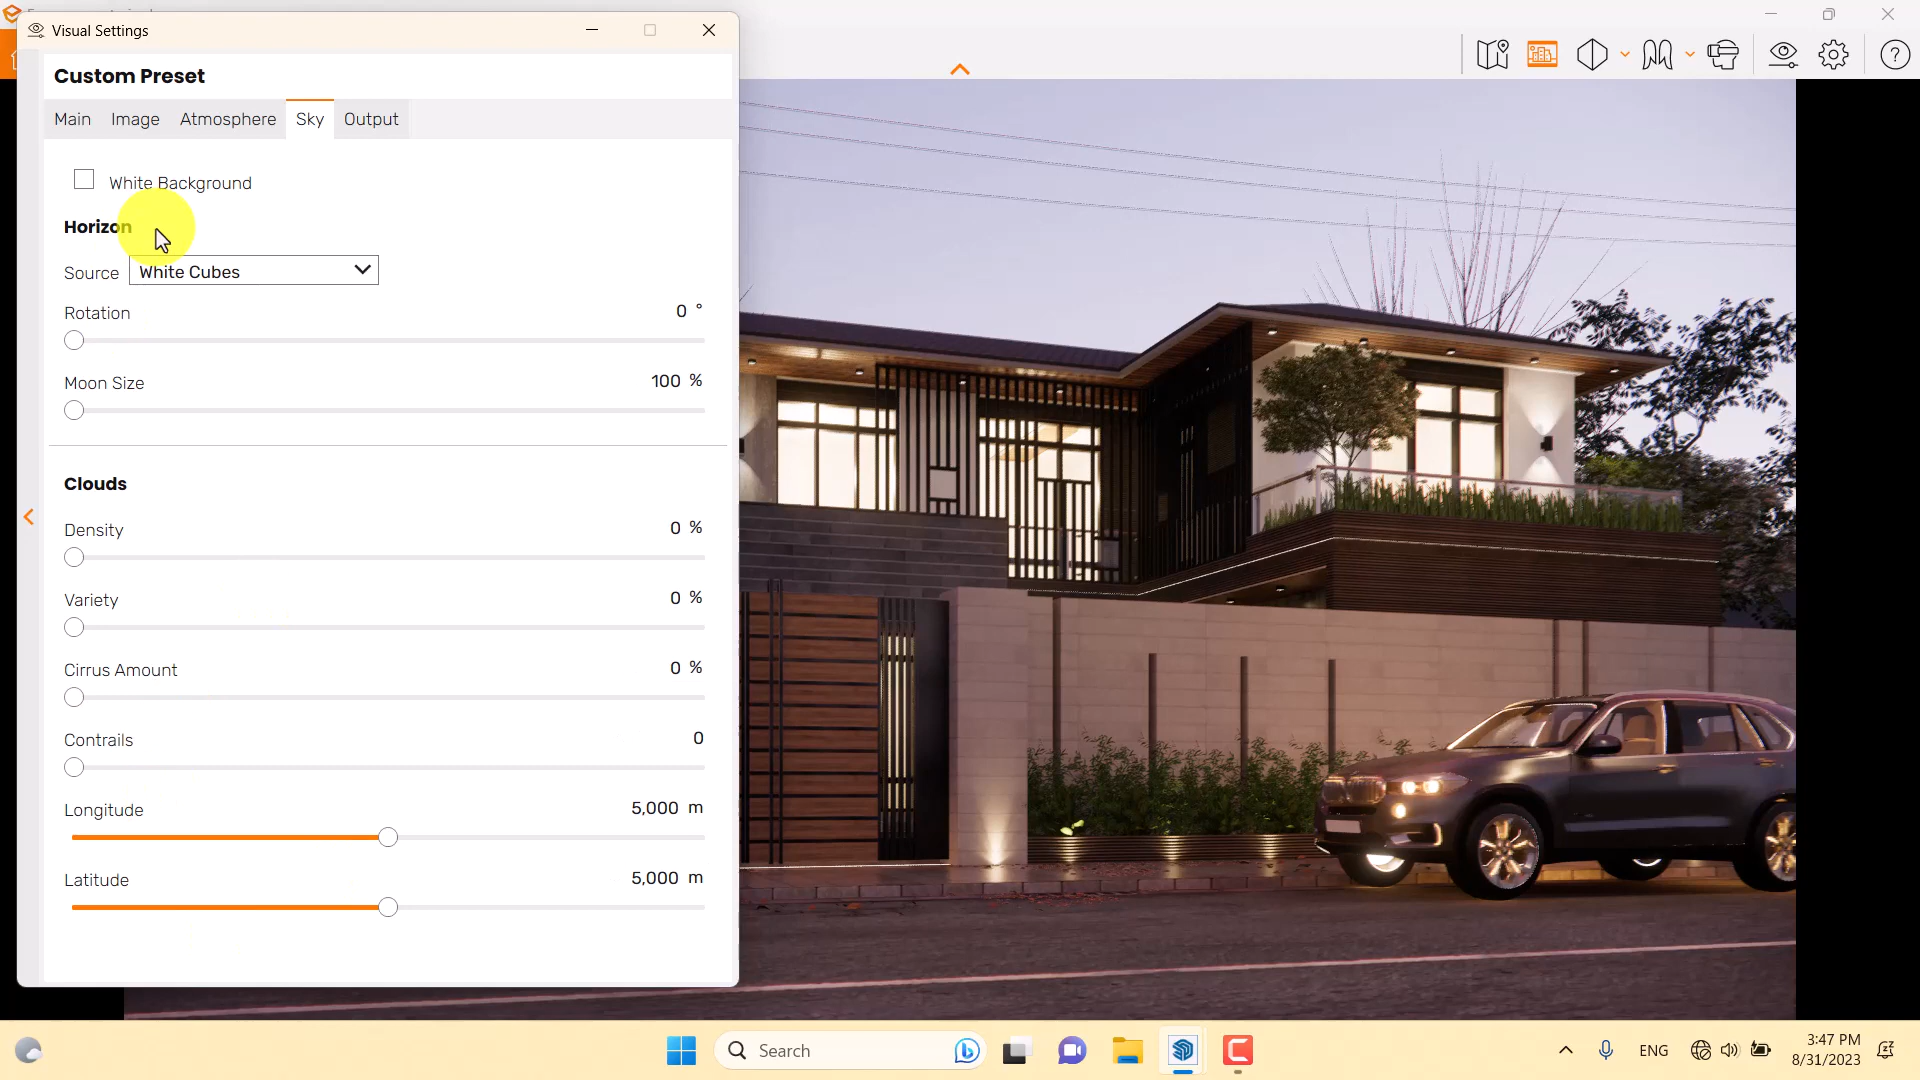 Visual Settings
Custom Preset
Main Image Atmosphere Sky Output
White Background
Horizon
Source White Cubes
Rotation 0 °
Moon Size 100 %
Clouds
Density 0 %
Variety 0 %
Cirrus Amount 0 %
Contrails 0
Longitude 5,000 m
Latitude 5,000 m
Search
ENG
3:47 PM
8/31/2023